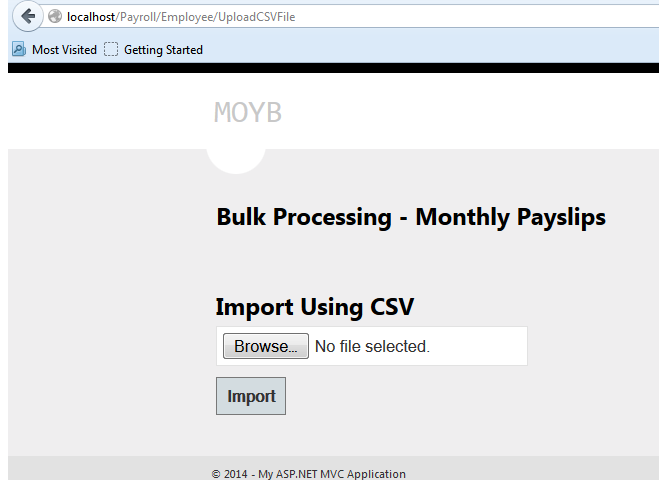 localhost/Payroll/Employee/UploadCSVFile
Most Visited Getting Started
MOYB
Bulk Processing - Monthly Payslips
Import Using CSV
Browse... No file selected.
Import
© 2014 - My ASP.NET MVC Application